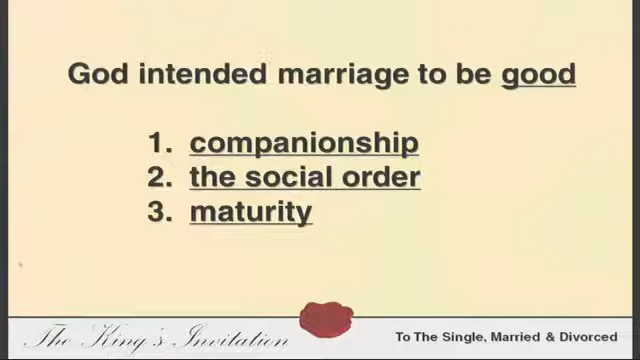 God intended marriage to be good
1. companionship
2. the social order
3. maturity
The King's Invitation
To The Single, Married & Divorced